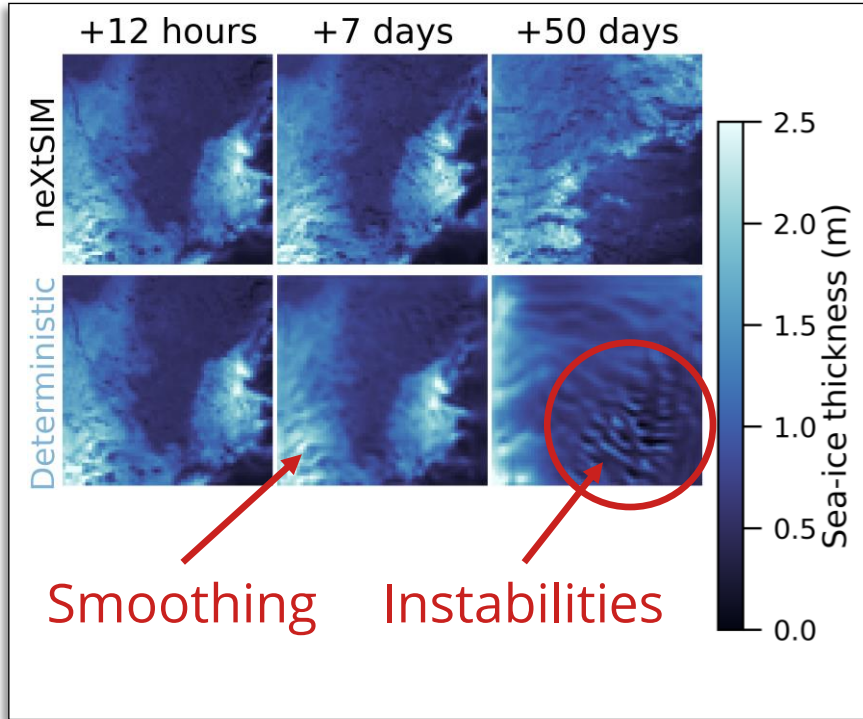 +12 hours +7 days +50 days
neXtSIM
Deterministic
2.5
2.0
1.5
1.0
0.5
0.0
Sea-ice thickness (m)
Smoothing Instabilities